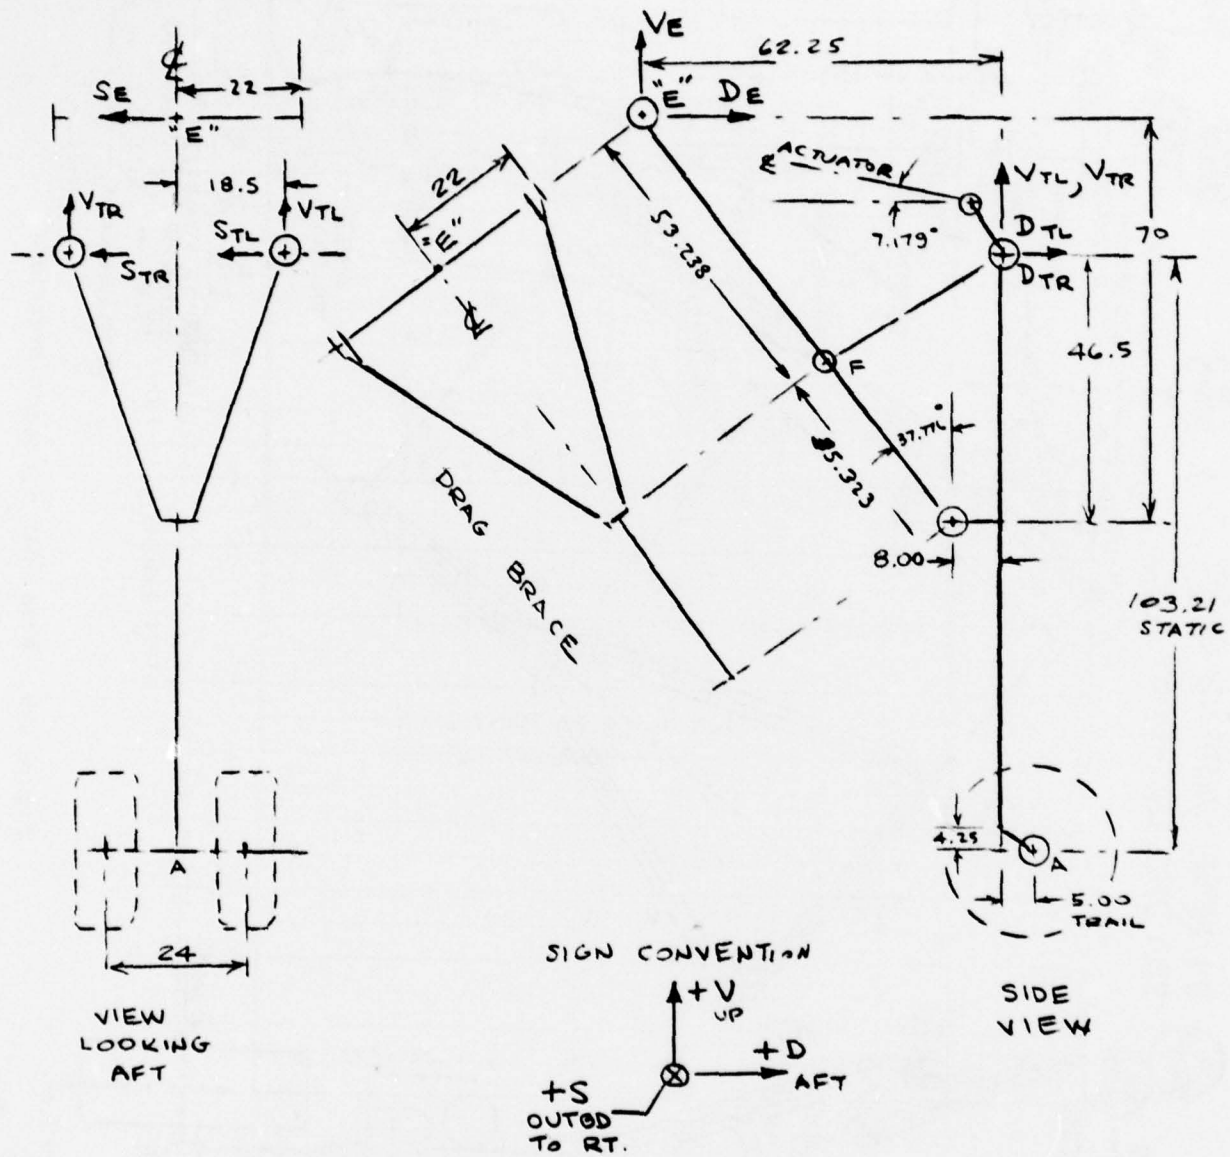 ℄
22
SE
"E"
18.5
VTR
VTL
STL
STR
A
24
VIEW
LOOKING
AFT
22
"E"
℄
DRAG
BRACE
VE
62.25
"E"
DE
℄ ACTUATOR
VTL, VTR
7.179°
DTL
DTR
70
53.238
46.5
F
35.323
8.00
103.21
STATIC
4.25
A
5.00
TRAIL
SIDE
VIEW
SIGN CONVENTION
+V
UP
+D
AFT
+S
OUTBD
TO RT.